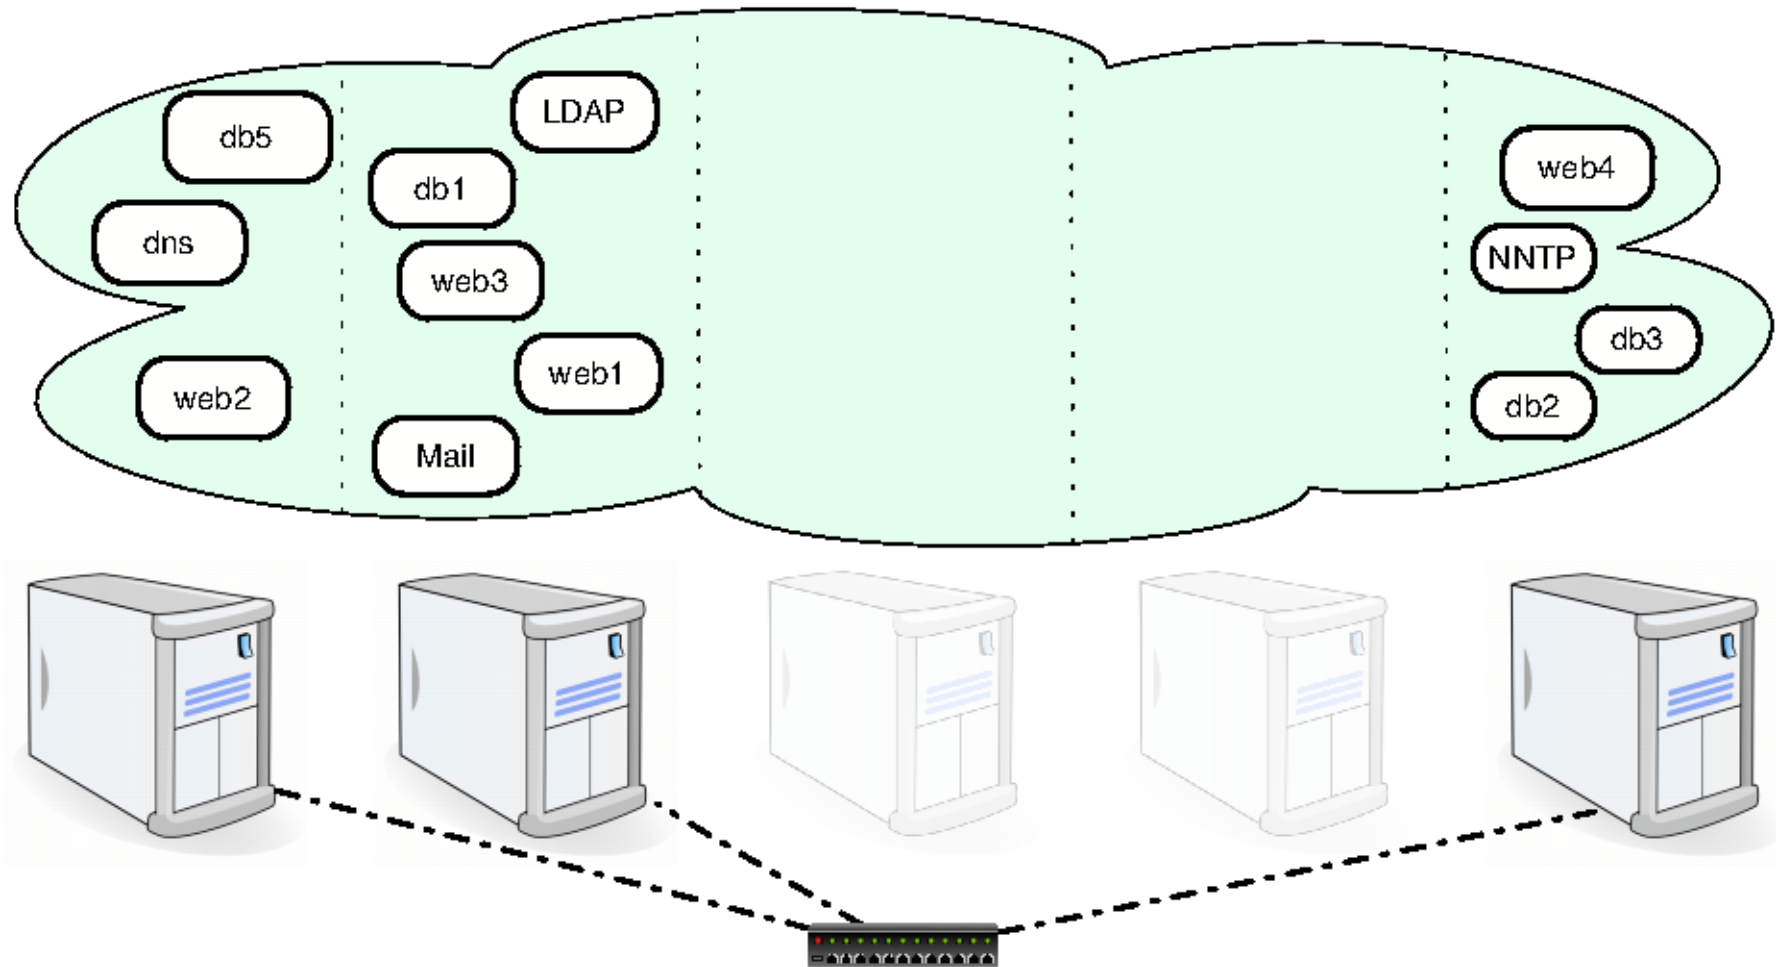 db5
dns
web2
LDAP
db1
web3
web1
Mail
web4
NNTP
db3
db2